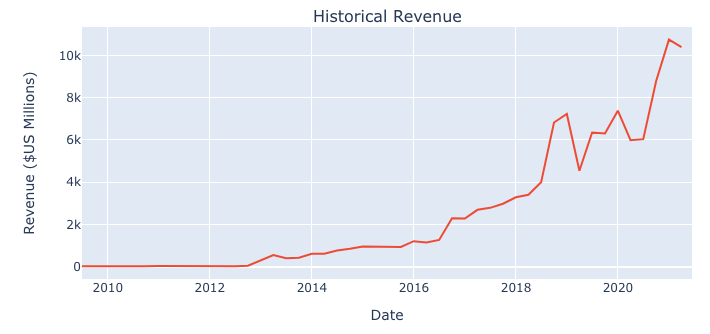 Historical Revenue
10k
8k
6k
4k
2k
0
Revenue ($US Millions)
2010 2012 2014 2016 2018 2020
Date